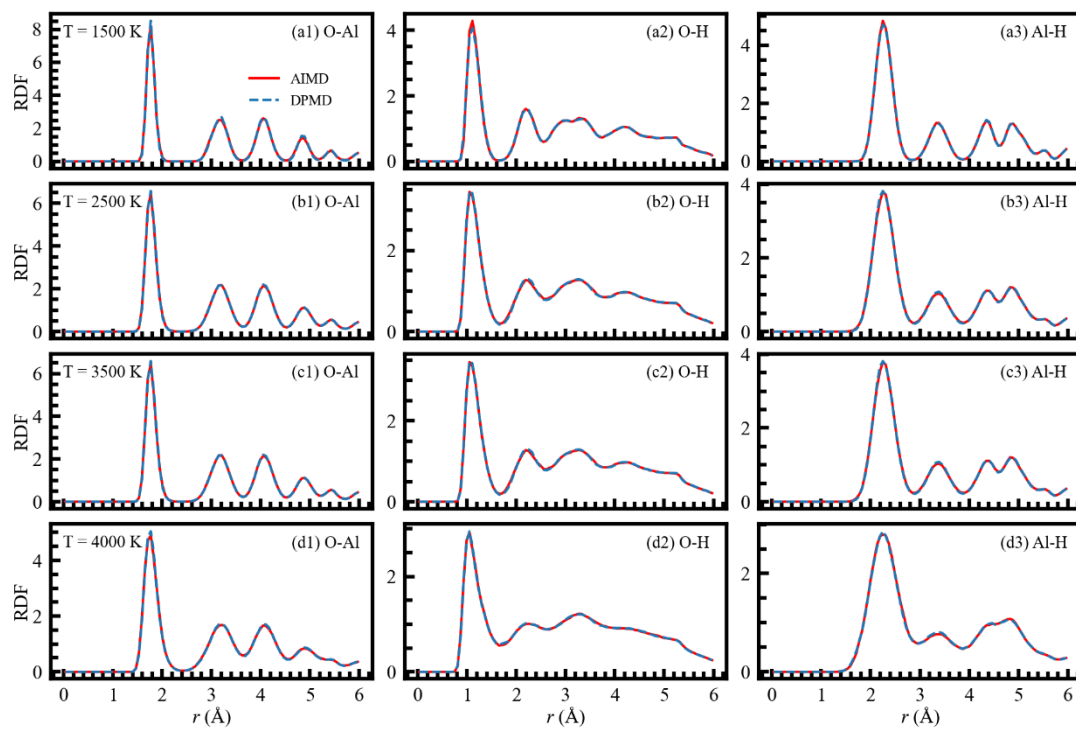 T = 1500 K
(a1) O-Al
(a2) O-H
(a3) Al-H
AIMD
DPMD
RDF
8
6
4
2
0
4
2
0
4
2
0
T = 2500 K
(b1) O-Al
(b2) O-H
(b3) Al-H
RDF
6
4
2
0
2
0
4
2
0
T = 3500 K
(c1) O-Al
(c2) O-H
(c3) Al-H
RDF
6
4
2
0
2
0
4
2
0
T = 4000 K
(d1) O-Al
(d2) O-H
(d3) Al-H
RDF
4
2
0
2
0
2
0
0 1 2 3 4 5 6
0 1 2 3 4 5 6
0 1 2 3 4 5 6
r (Å)
r (Å)
r (Å)